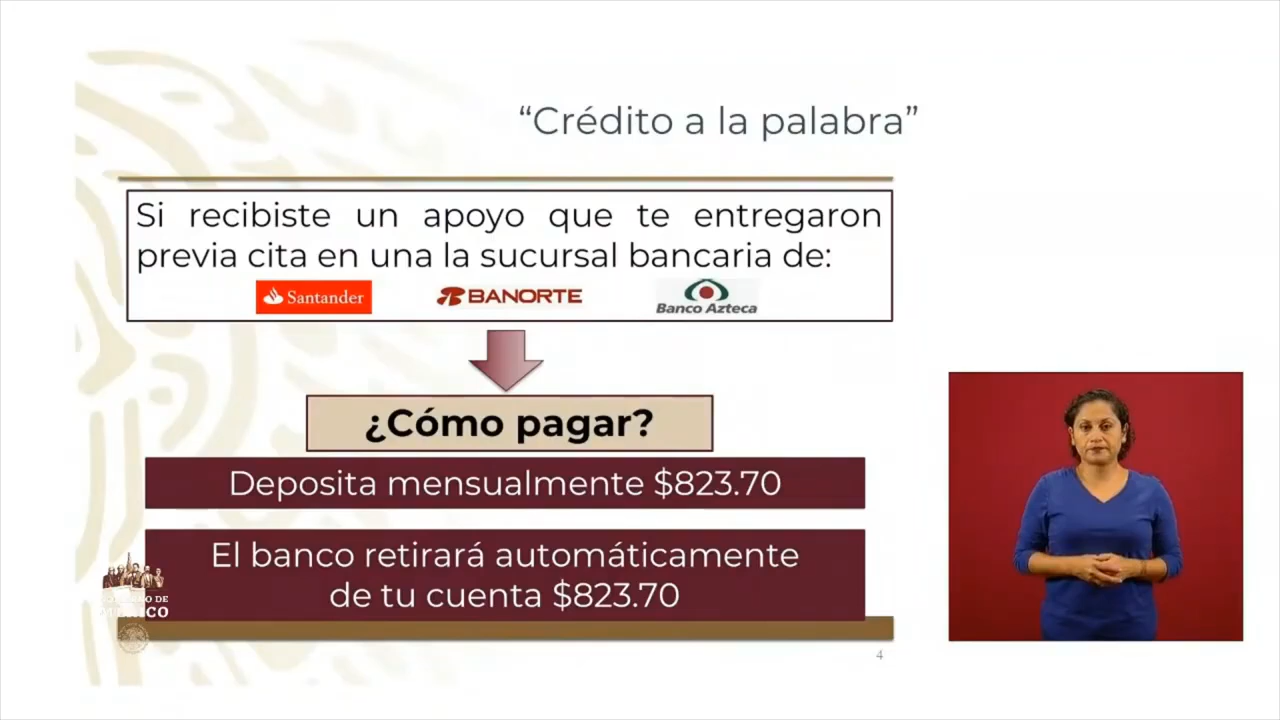 “Crédito a la palabra”
Si recibiste un apoyo que te entregaron
previa cita en una la sucursal bancaria de:
Santander
BANORTE
Banco Azteca
¿Cómo pagar?
Deposita mensualmente $823.70
El banco retirará automáticamente
de tu cuenta $823.70
4